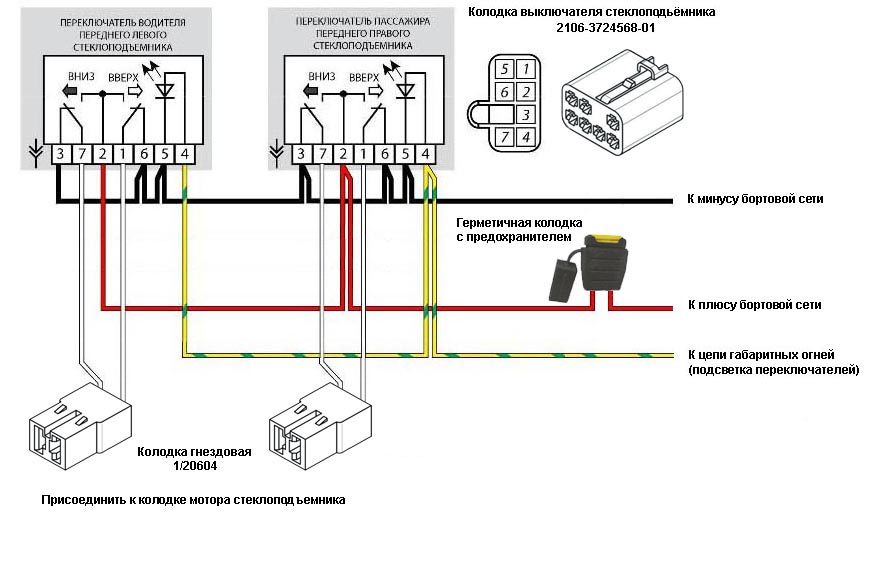 ПЕРЕКЛЮЧАТЕЛЬ ВОДИТЕЛЯ
ПЕРЕДНЕГО ЛЕВОГО
СТЕКЛОПОДЪЕМНИКА
ВНИЗ
ВВЕРХ
3 7 2 1 6 5 4
ПЕРЕКЛЮЧАТЕЛЬ ПАССАЖИРА
ПЕРЕДНЕГО ПРАВОГО
СТЕКЛОПОДЪЕМНИКА
ВНИЗ
ВВЕРХ
3 7 2 1 6 5 4
Колодка выключателя стеклоподьёмника
2106-3724568-01
5 1
6 2
3
7 4
К минусу бортовой сети
Герметичная колодка
с предохранителем
К плюсу бортовой сети
К цепи габаритных огней
(подсветка переключателей)
Колодка гнездовая
1/20604
Присоединить к колодке мотора стеклоподъемника